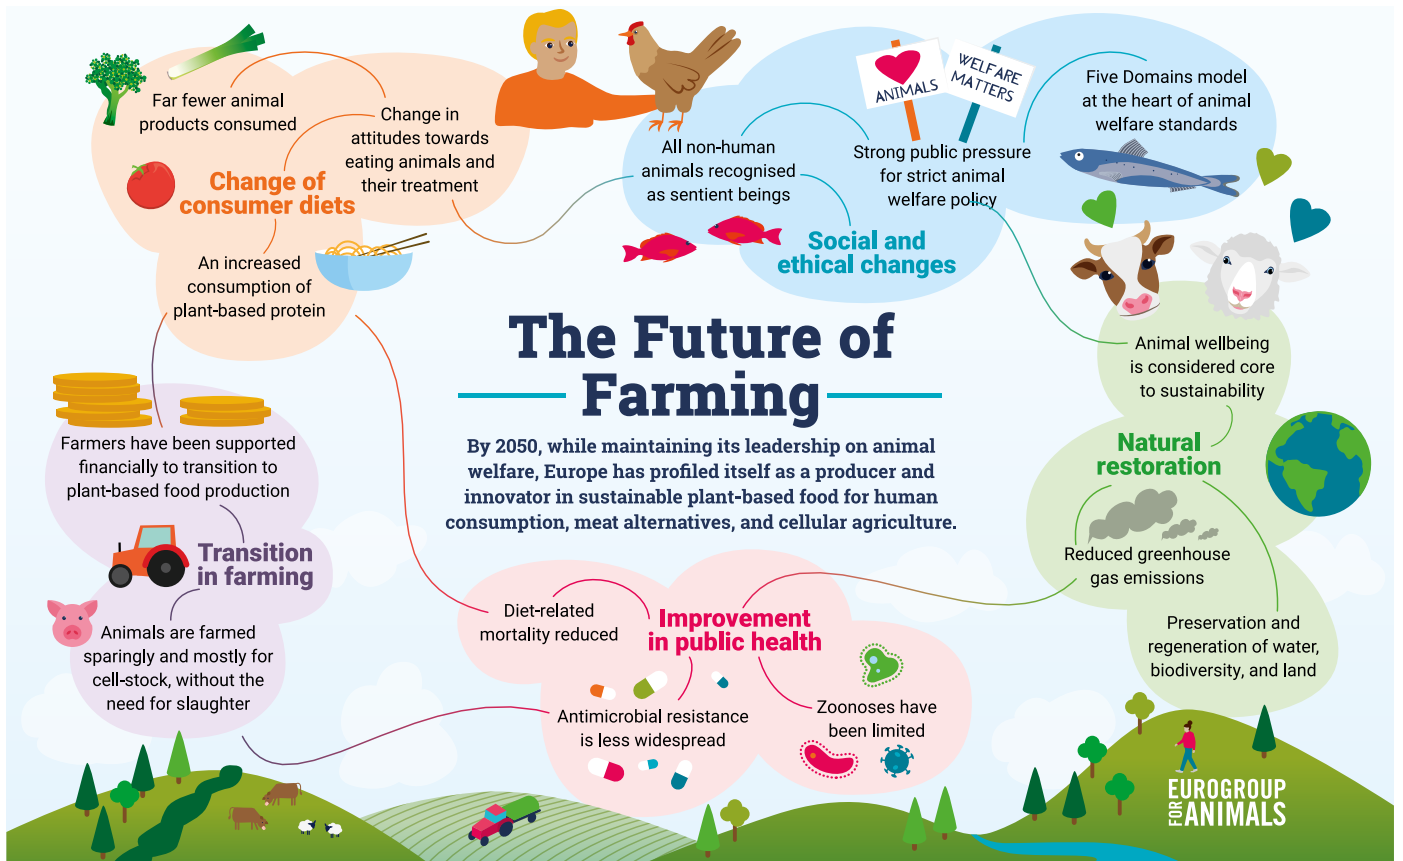 Far fewer animal
products consumed
Change in
attitudes towards
eating animals and
their treatment
Change of
consumer diets
An increased
consumption of
plant-based protein
All non-human
animals recognised
as sentient beings
ANIMALS
WELFARE
MATTERS
Strong public pressure
for strict animal
welfare policy
Five Domains model
at the heart of animal
welfare standards
Social and
ethical changes
The Future of
Farming
By 2050, while maintaining its leadership on animal
welfare, Europe has profiled itself as a producer and
innovator in sustainable plant-based food for human
consumption, meat alternatives, and cellular agriculture.
Animal wellbeing
is considered core
to sustainability
Natural
restoration
Reduced greenhouse
gas emissions
Preservation and
regeneration of water,
biodiversity, and land
Farmers have been supported
financially to transition to
plant-based food production
Transition
in farming
Animals are farmed
sparingly and mostly for
cell-stock, without the
need for slaughter
Diet-related
mortality reduced
Improvement
in public health
Antimicrobial resistance
is less widespread
Zoonoses have
been limited
EUROGROUP
FOR ANIMALS